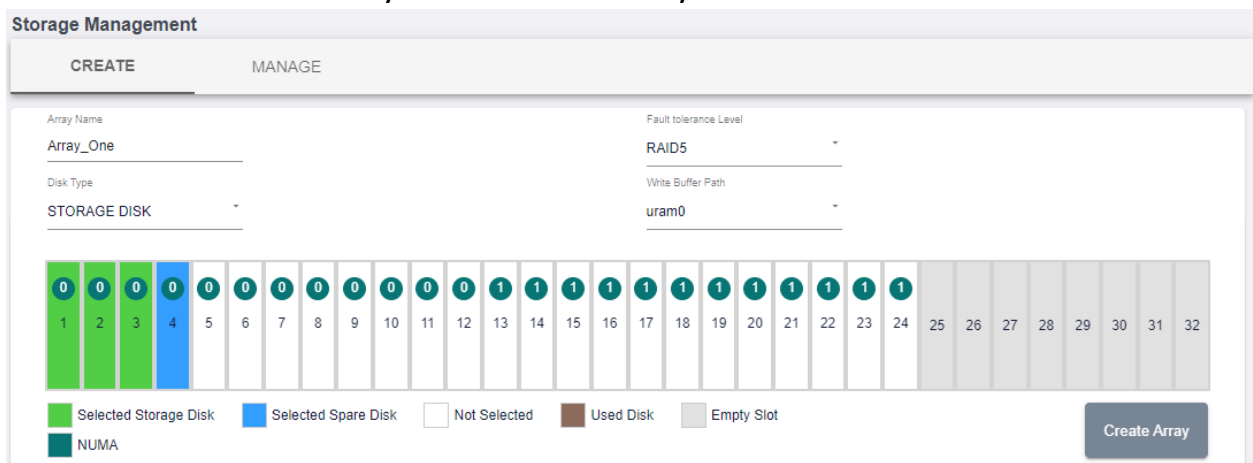 Storage Management
CREATE MANAGE
Array Name Fault tolerance Level
Array_One RAID5
Disk Type Write Buffer Path
STORAGE DISK uram0
0 0 0 0 0 0 0 0 0 0 0 0 1 1 1 1 1 1 1 1 1 1 1 1
1 2 3 4 5 6 7 8 9 10 11 12 13 14 15 16 17 18 19 20 21 22 23 24 25 26 27 28 29 30 31 32
Selected Storage Disk Selected Spare Disk Not Selected Used Disk Empty Slot
NUMA
Create Array